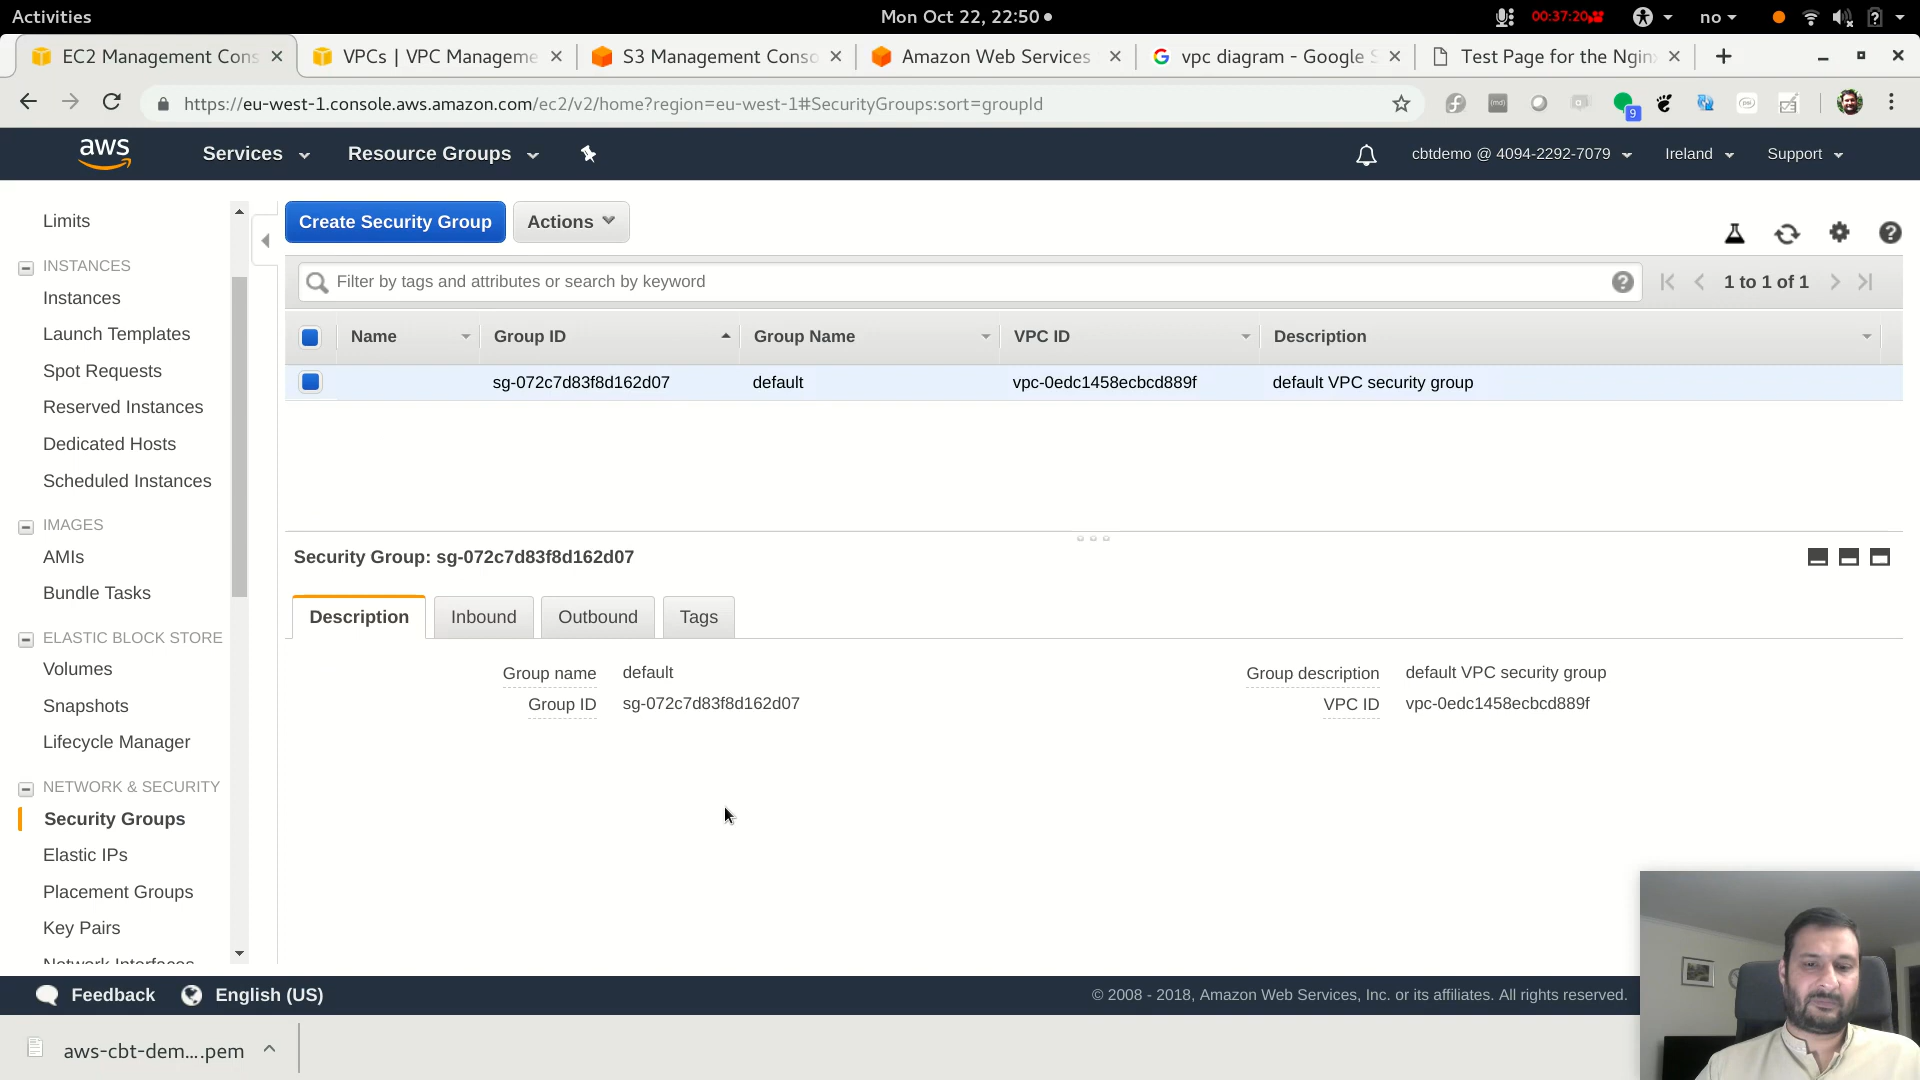 Activities
Mon Oct 22, 22:50
00:37:20
no
EC2 Management Cons
VPCs | VPC Manageme
S3 Management Conso
Amazon Web Services
vpc diagram - Google S
Test Page for the Nginx
https://eu-west-1.console.aws.amazon.com/ec2/v2/home?region=eu-west-1#SecurityGroups:sort=groupId
9
aws
Services
Resource Groups
cbtdemo @ 4094-2292-7079
Ireland
Support
Limits
INSTANCES
Instances
Launch Templates
Spot Requests
Reserved Instances
Dedicated Hosts
Scheduled Instances
IMAGES
AMIs
Bundle Tasks
ELASTIC BLOCK STORE
Volumes
Snapshots
Lifecycle Manager
NETWORK & SECURITY
Security Groups
Elastic IPs
Placement Groups
Key Pairs
Network Interfaces
Create Security Group
Actions
Filter by tags and attributes or search by keyword
1 to 1 of 1
Name Group ID Group Name VPC ID Description
sg-072c7d83f8d162d07 default vpc-0edc1458ecbcd889f default VPC security group
Security Group: sg-072c7d83f8d162d07
Description Inbound Outbound Tags
Group name default Group description default VPC security group
Group ID sg-072c7d83f8d162d07 VPC ID vpc-0edc1458ecbcd889f
Feedback
English (US)
© 2008 - 2018, Amazon Web Services, Inc. or its affiliates. All rights reserved.
aws-cbt-dem....pem